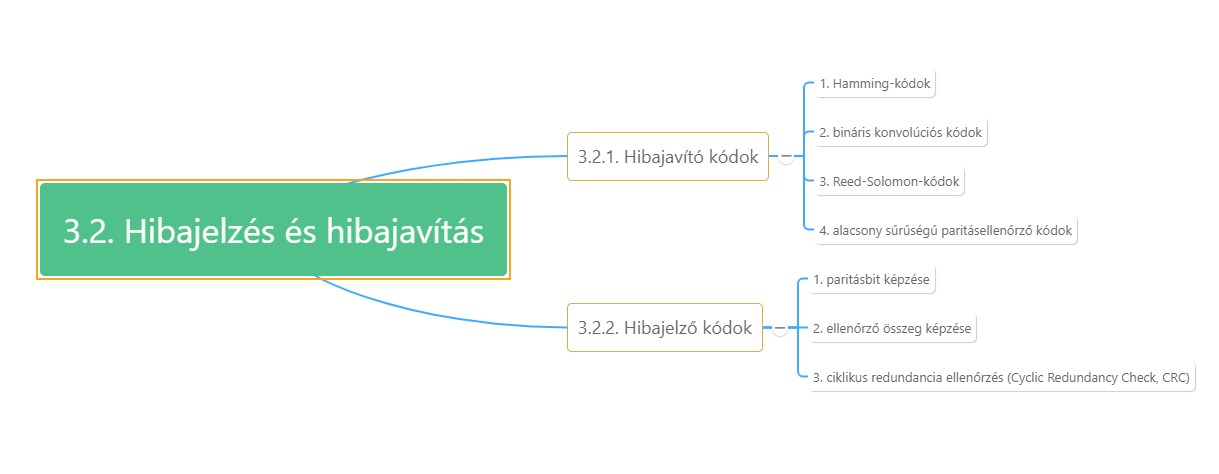 3.2. Hibajelzés és hibajavítás
3.2.1. Hibajavító kódok
1. Hamming-kódok
2. bináris konvolúciós kódok
3. Reed-Solomon-kódok
4. alacsony sűrűségű paritásellenőrző kódok
3.2.2. Hibajelző kódok
1. paritásbit képzése
2. ellenőrző összeg képzése
3. ciklikus redundancia ellenőrzés (Cyclic Redundancy Check, CRC)